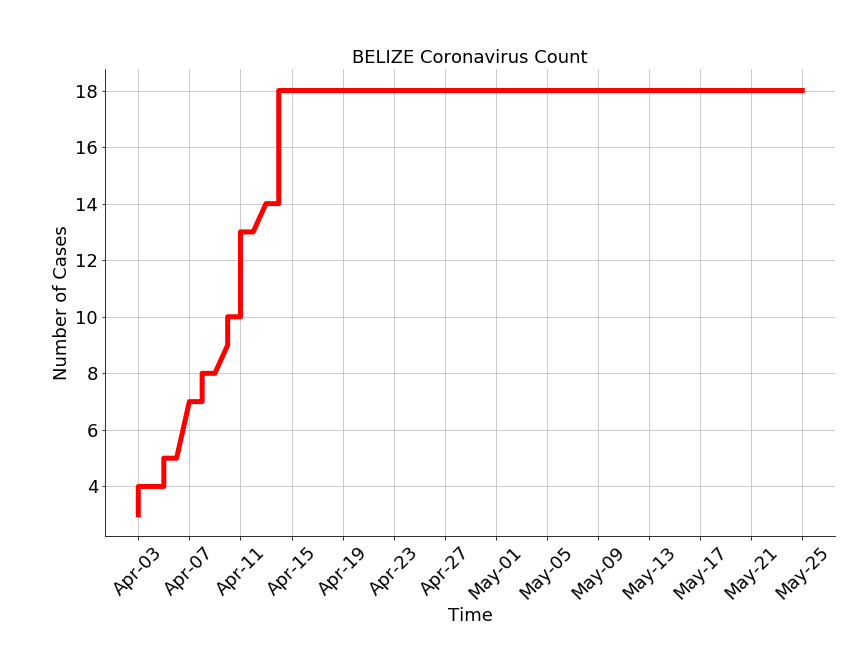 BELIZE Coronavirus Count
Number of Cases
18
16
14
12
10
8
6
4
Apr-03
Apr-07
Apr-11
Apr-15
Apr-19
Apr-23
Apr-27
May-01
May-05
May-09
May-13
May-17
May-21
May-25
Time